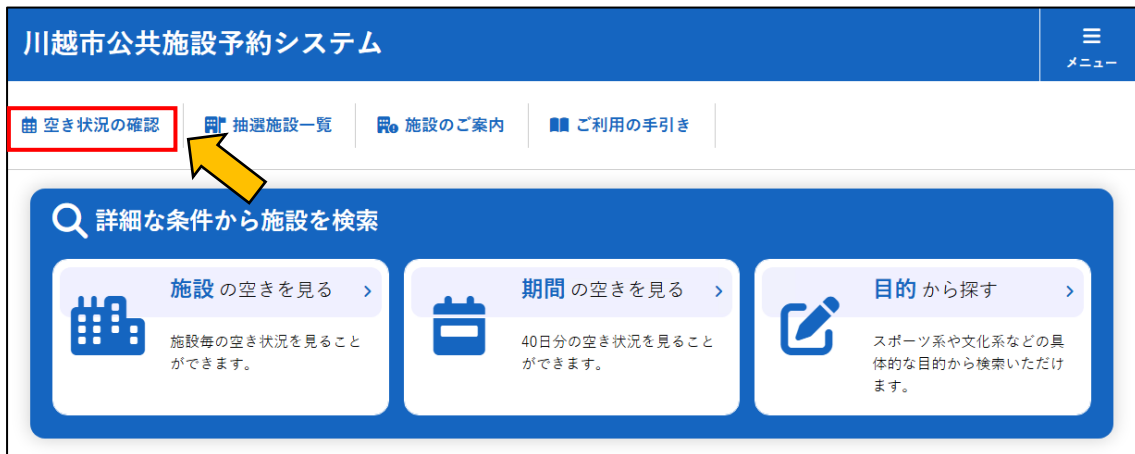 川越市公共施設予約システム
メニュー
空き状況の確認
抽選施設一覧
施設のご案内
ご利用の手引き
詳細な条件から施設を検索
施設 の空きを見る
施設毎の空き状況を見ること
ができます。
期間 の空きを見る
40日分の空き状況を見ること
ができます。
目的 から探す
スポーツ系や文化系などの具
体的な目的から検索いただけ
ます。